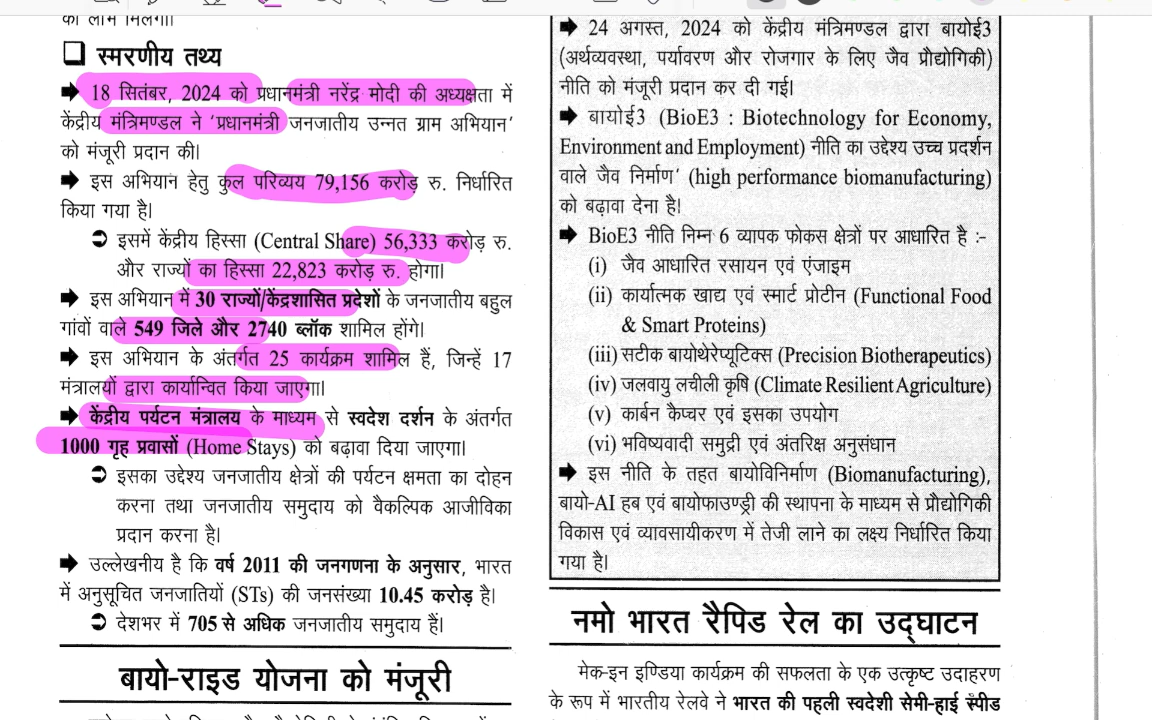 को लाभ मिलेगा।
❑ स्मरणीय तथ्य
➡ 18 सितंबर, 2024 को प्रधानमंत्री नरेंद्र मोदी की अध्यक्षता में
केंद्रीय मंत्रिमण्डल ने ‘प्रधानमंत्री जनजातीय उन्नत ग्राम अभियान’
को मंजूरी प्रदान की।
➡ इस अभियान हेतु कुल परिव्यय 79,156 करोड़ रु. निर्धारित
किया गया है।
➲ इसमें केंद्रीय हिस्सा (Central Share) 56,333 करोड़ रु.
और राज्यों का हिस्सा 22,823 करोड़ रु. होगा।
➡ इस अभियान में 30 राज्यों/केंद्रशासित प्रदेशों के जनजातीय बहुल
गांवों वाले 549 जिले और 2740 ब्लॉक शामिल होंगे।
➡ इस अभियान के अंतर्गत 25 कार्यक्रम शामिल हैं, जिन्हें 17
मंत्रालयों द्वारा कार्यान्वित किया जाएगा।
➡ केंद्रीय पर्यटन मंत्रालय के माध्यम से स्वदेश दर्शन के अंतर्गत
1000 गृह प्रवासों (Home Stays) को बढ़ावा दिया जाएगा।
➲ इसका उद्देश्य जनजातीय क्षेत्रों की पर्यटन क्षमता का दोहन
करना तथा जनजातीय समुदाय को वैकल्पिक आजीविका
प्रदान करना है।
➡ उल्लेखनीय है कि वर्ष 2011 की जनगणना के अनुसार, भारत
में अनुसूचित जनजातियों (STs) की जनसंख्या 10.45 करोड़ है।
➲ देशभर में 705 से अधिक जनजातीय समुदाय हैं।
बायो-राइड योजना को मंजूरी
➡ 24 अगस्त, 2024 को केंद्रीय मंत्रिमण्डल द्वारा बायोई3
(अर्थव्यवस्था, पर्यावरण और रोजगार के लिए जैव प्रौद्योगिकी)
नीति को मंजूरी प्रदान कर दी गई।
➡ बायोई3 (BioE3 : Biotechnology for Economy,
Environment and Employment) नीति का उद्देश्य उच्च प्रदर्शन
वाले जैव निर्माण’ (high performance biomanufacturing)
को बढ़ावा देना है।
➡ BioE3 नीति निम्न 6 व्यापक फोकस क्षेत्रों पर आधारित है :-
(i) जैव आधारित रसायन एवं एंजाइम
(ii) कार्यात्मक खाद्य एवं स्मार्ट प्रोटीन (Functional Food
& Smart Proteins)
(iii) सटीक बायोथेरेप्यूटिक्स (Precision Biotherapeutics)
(iv) जलवायु लचीली कृषि (Climate Resilient Agriculture)
(v) कार्बन कैप्चर एवं इसका उपयोग
(vi) भविष्यवादी समुद्री एवं अंतरिक्ष अनुसंधान
➡ इस नीति के तहत बायोविनिर्माण (Biomanufacturing),
बायो-AI हब एवं बायोफाउण्ड्री की स्थापना के माध्यम से प्रौद्योगिकी
विकास एवं व्यावसायीकरण में तेजी लाने का लक्ष्य निर्धारित किया
गया है।
नमो भारत रैपिड रेल का उद्घाटन
मेक-इन इण्डिया कार्यक्रम की सफलता के एक उत्कृष्ट उदाहरण
के रूप में भारतीय रेलवे ने भारत की पहली स्वदेशी सेमी-हाई स्पीड